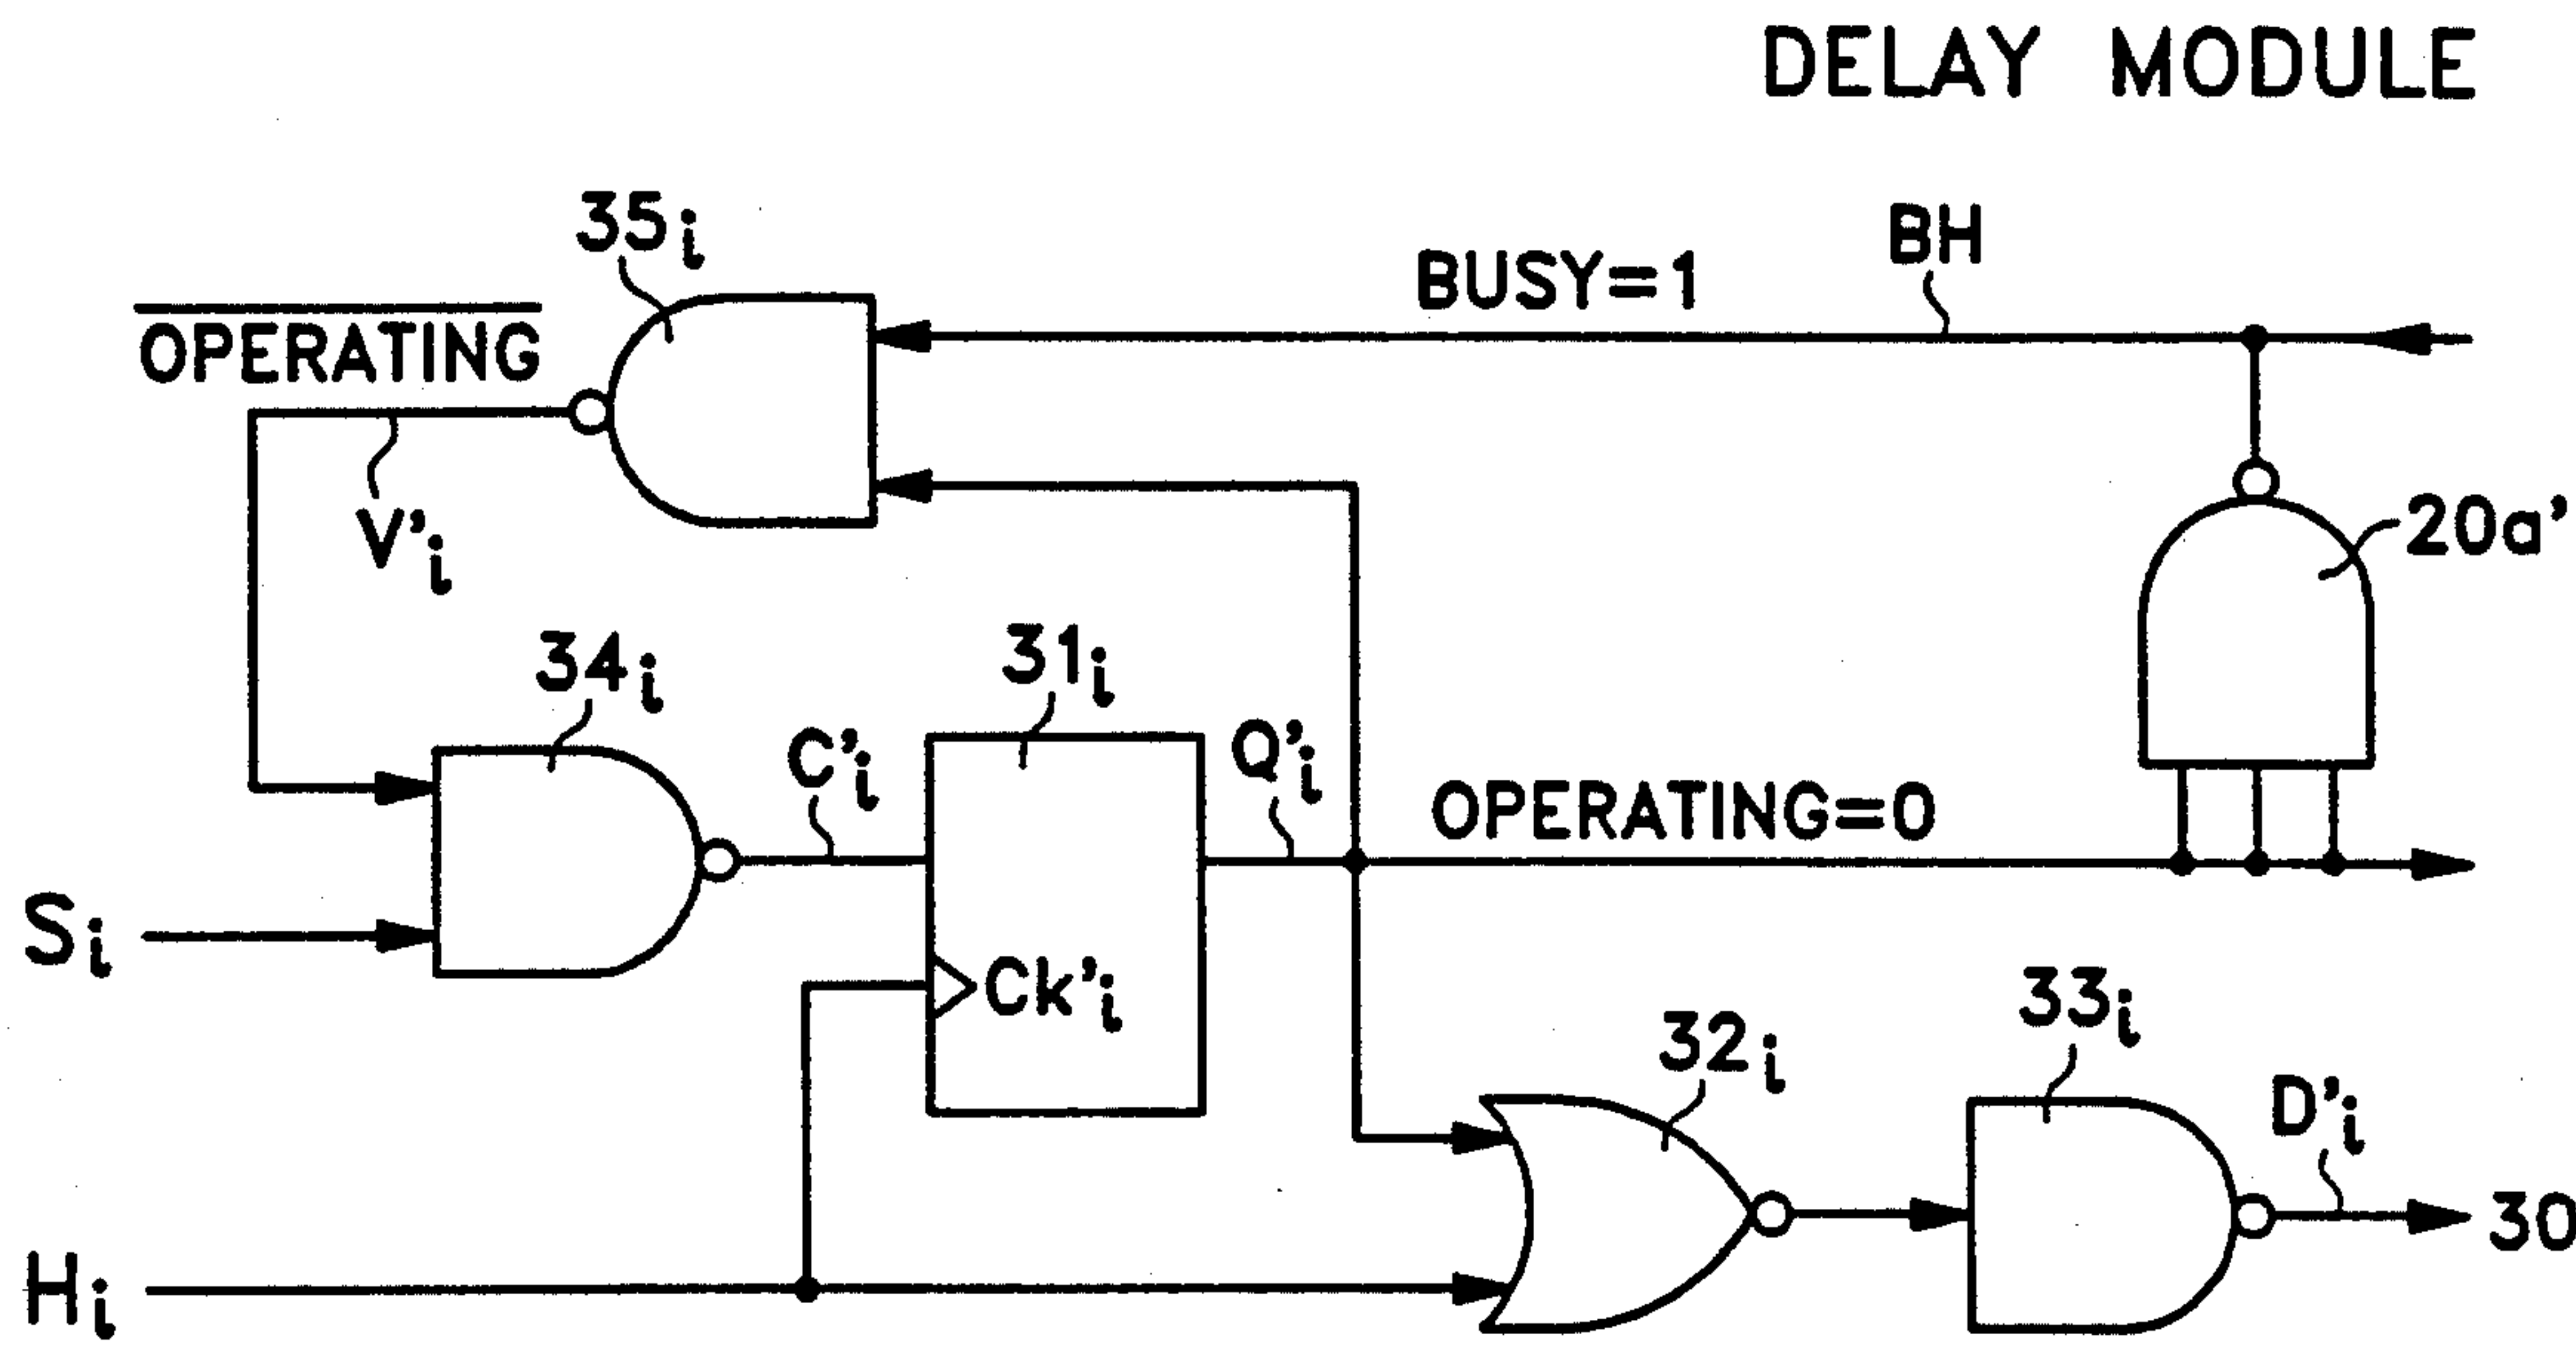 DELAY MODULE
35i
BUSY=1
BH
OPERATING
V'i
20a'
34i
31i
C'i
Q'i
OPERATING=0
Si
Ck'i
32i
33i
D'i
30
Hi